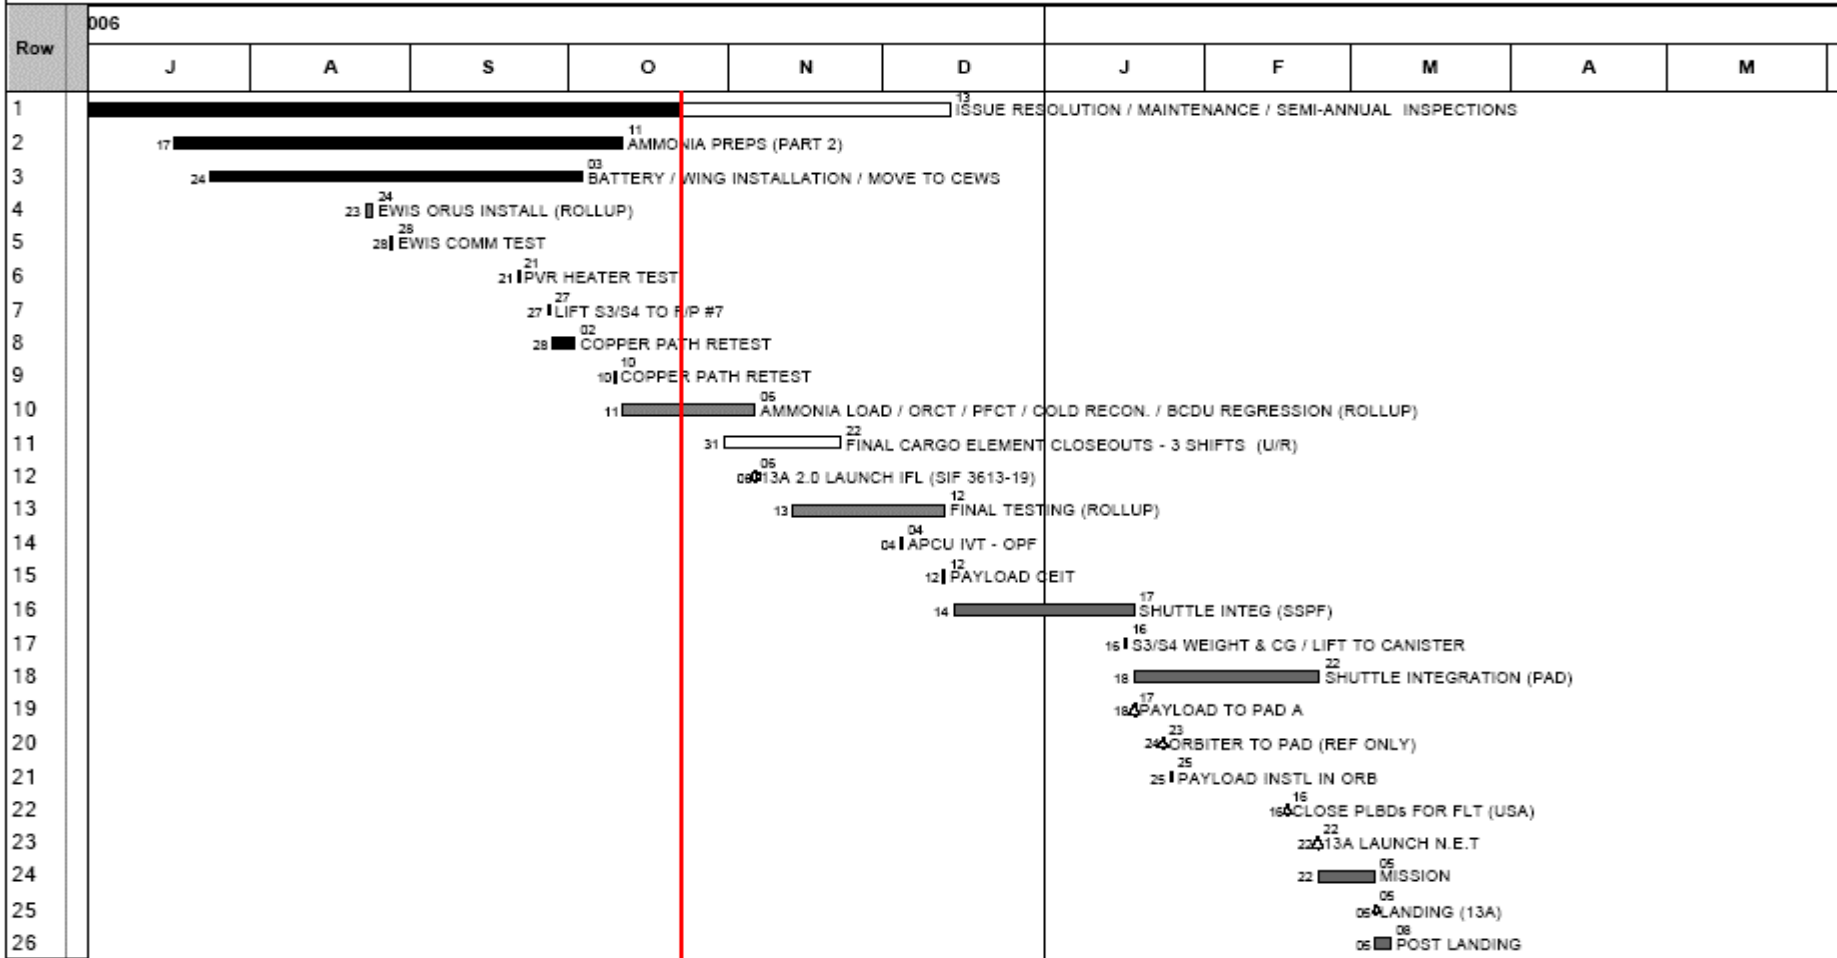 006
Row
J A S O N D J F M A M
1 13 ISSUE RESOLUTION / MAINTENANCE / SEMI-ANNUAL INSPECTIONS
2 17 11 AMMONIA PREPS (PART 2)
3 24 03 BATTERY / WING INSTALLATION / MOVE TO CEWS
4 23 24 EWIS ORUS INSTALL (ROLLUP)
5 28 28 EWIS COMM TEST
6 21 21 PVR HEATER TEST
7 27 27 LIFT S3/S4 TO F/P #7
8 28 02 COPPER PATH RETEST
9 10 10 COPPER PATH RETEST
10 11 06 AMMONIA LOAD / ORCT / PFCT / COLD RECON. / BCDU REGRESSION (ROLLUP)
11 31 22 FINAL CARGO ELEMENT CLOSEOUTS - 3 SHIFTS (U/R)
12 06 06 13A 2.0 LAUNCH IFL (SIF 3613-19)
13 13 12 FINAL TESTING (ROLLUP)
14 04 04 APCU IVT - OPF
15 12 12 PAYLOAD CEIT
16 14 17 SHUTTLE INTEG (SSPF)
17 16 16 S3/S4 WEIGHT & CG / LIFT TO CANISTER
18 18 22 SHUTTLE INTEGRATION (PAD)
19 18 17 PAYLOAD TO PAD A
20 24 23 ORBITER TO PAD (REF ONLY)
21 25 25 PAYLOAD INSTL IN ORB
22 16 16 CLOSE PLBDs FOR FLT (USA)
23 22 22 13A LAUNCH N.E.T
24 22 05 MISSION
25 05 05 LANDING (13A)
26 05 08 POST LANDING